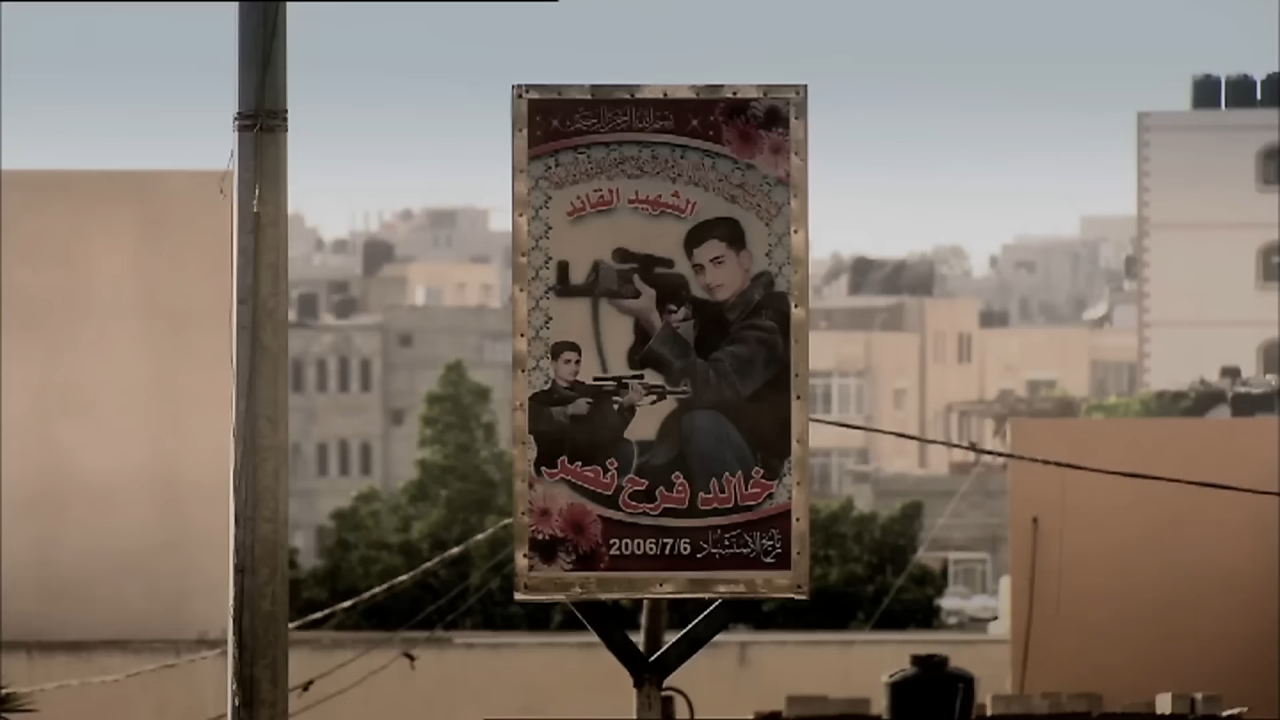 بسم الله الرحمن الرحيم
الشهيد القائد
خالد فرح نصر
تاريخ الاستشهاد 2006/7/6